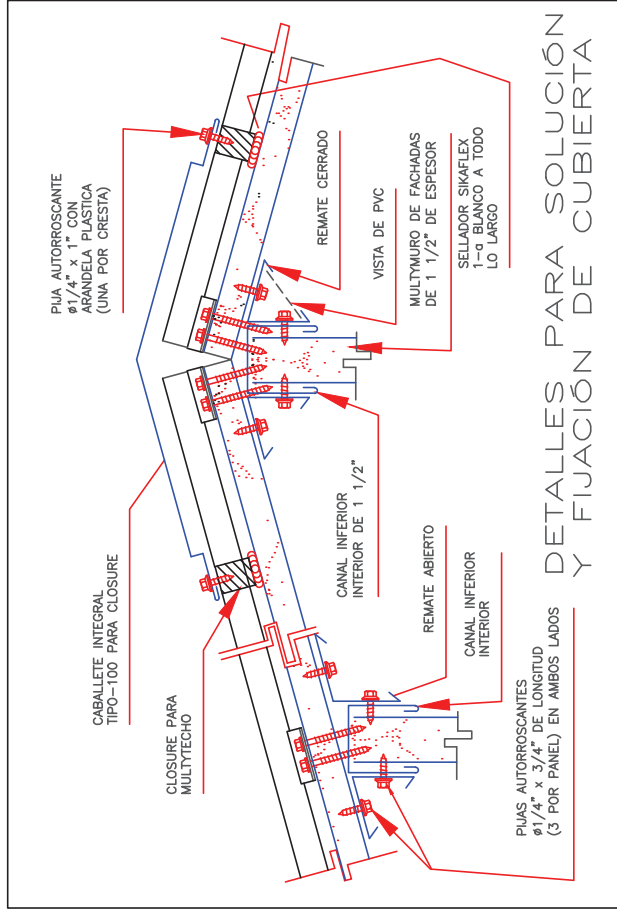 CABALLETE INTEGRAL
TIPO-100 PARA CLOSURE
PIJA AUTORROSCANTE
ø1/4" x 1" CON
ARANDELA PLASTICA
(UNA POR CRESTA)
CLOSURE PARA
MULTYTECHO
CANAL INFERIOR
INTERIOR DE 1 1/2"
REMATE CERRADO
VISTA DE PVC
MULTYMURO DE FACHADAS
DE 1 1/2" DE ESPESOR
SELLADOR SIKAFLEX
1-a BLANCO A TODO
LO LARGO
REMATE ABIERTO
CANAL INFERIOR
INTERIOR
PIJAS AUTORROSCANTES
ø1/4" x 3/4" DE LONGITUD
(3 POR PANEL) EN AMBOS LADOS
DETALLES PARA SOLUCIÓN
Y FIJACIÓN DE CUBIERTA